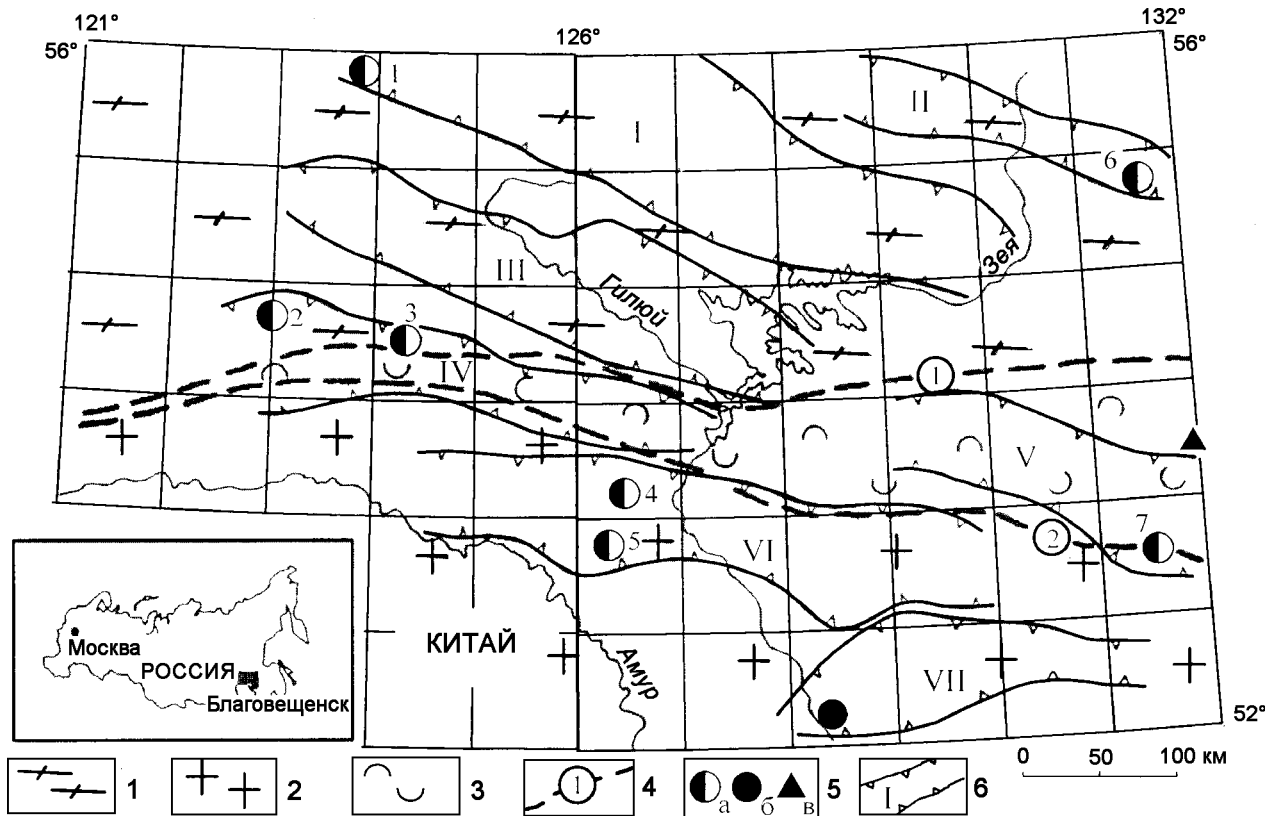 121°
126°
132°
56°
56°
1
I
II
6
III
Гилюй
Зея
2
3
IV
1
V
4
5
VI
2
7
КИТАЙ
Амур
VII
52°
Москва
РОССИЯ
Благовещенск
0 50 100 км
1
2
3
1 4
а б в 5
I 6